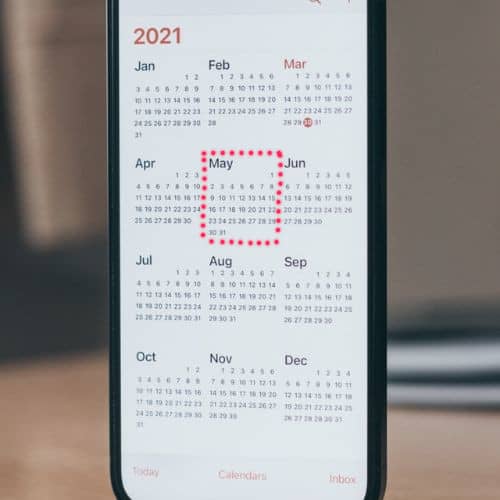 2021
Jan
1 2
3 4 5 6 7 8 9
10 11 12 13 14 15 16
17 18 19 20 21 22 23
24 25 26 27 28 29 30
31
Feb
1 2 3 4 5 6
7 8 9 10 11 12 13
14 15 16 17 18 19 20
21 22 23 24 25 26 27
28
Mar
1 2 3 4 5 6
7 8 9 10 11 12 13
14 15 16 17 18 19 20
21 22 23 24 25 26 27
28 29 30 31
Apr
1 2 3
4 5 6 7 8 9 10
11 12 13 14 15 16 17
18 19 20 21 22 23 24
25 26 27 28 29 30
May
1
2 3 4 5 6 7 8
9 10 11 12 13 14 15
16 17 18 19 20 21 22
23 24 25 26 27 28 29
30 31
Jun
1 2 3 4 5
6 7 8 9 10 11 12
13 14 15 16 17 18 19
20 21 22 23 24 25 26
27 28 29 30
Jul
1 2 3
4 5 6 7 8 9 10
11 12 13 14 15 16 17
18 19 20 21 22 23 24
25 26 27 28 29 30 31
Aug
1 2 3 4 5 6 7
8 9 10 11 12 13 14
15 16 17 18 19 20 21
22 23 24 25 26 27 28
29 30 31
Sep
1 2 3 4
5 6 7 8 9 10 11
12 13 14 15 16 17 18
19 20 21 22 23 24 25
26 27 28 29 30
Oct
1 2
3 4 5 6 7 8 9
10 11 12 13 14 15 16
17 18 19 20 21 22 23
24 25 26 27 28 29 30
31
Nov
1 2 3 4 5 6
7 8 9 10 11 12 13
14 15 16 17 18 19 20
21 22 23 24 25 26 27
28 29 30
Dec
1 2 3 4
5 6 7 8 9 10 11
12 13 14 15 16 17 18
19 20 21 22 23 24 25
26 27 28 29 30 31
Today
Calendars
Inbox